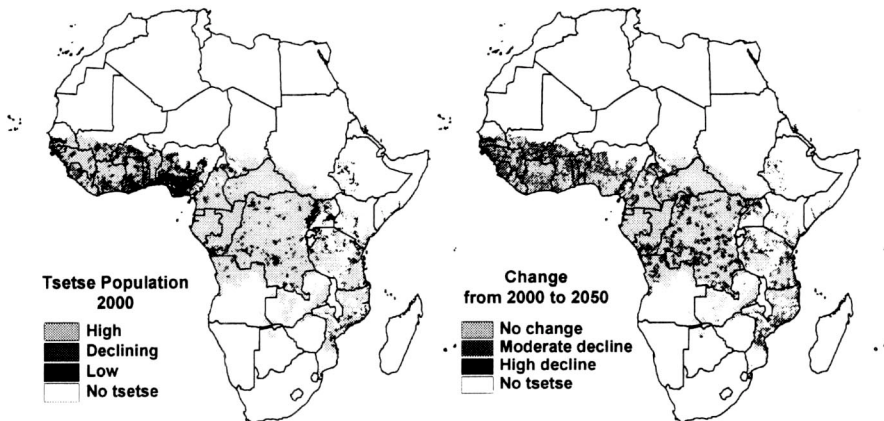 Tsetse Population
2000
High
Declining
Low
No tsetse
Change
from 2000 to 2050
No change
Moderate decline
High decline
No tsetse